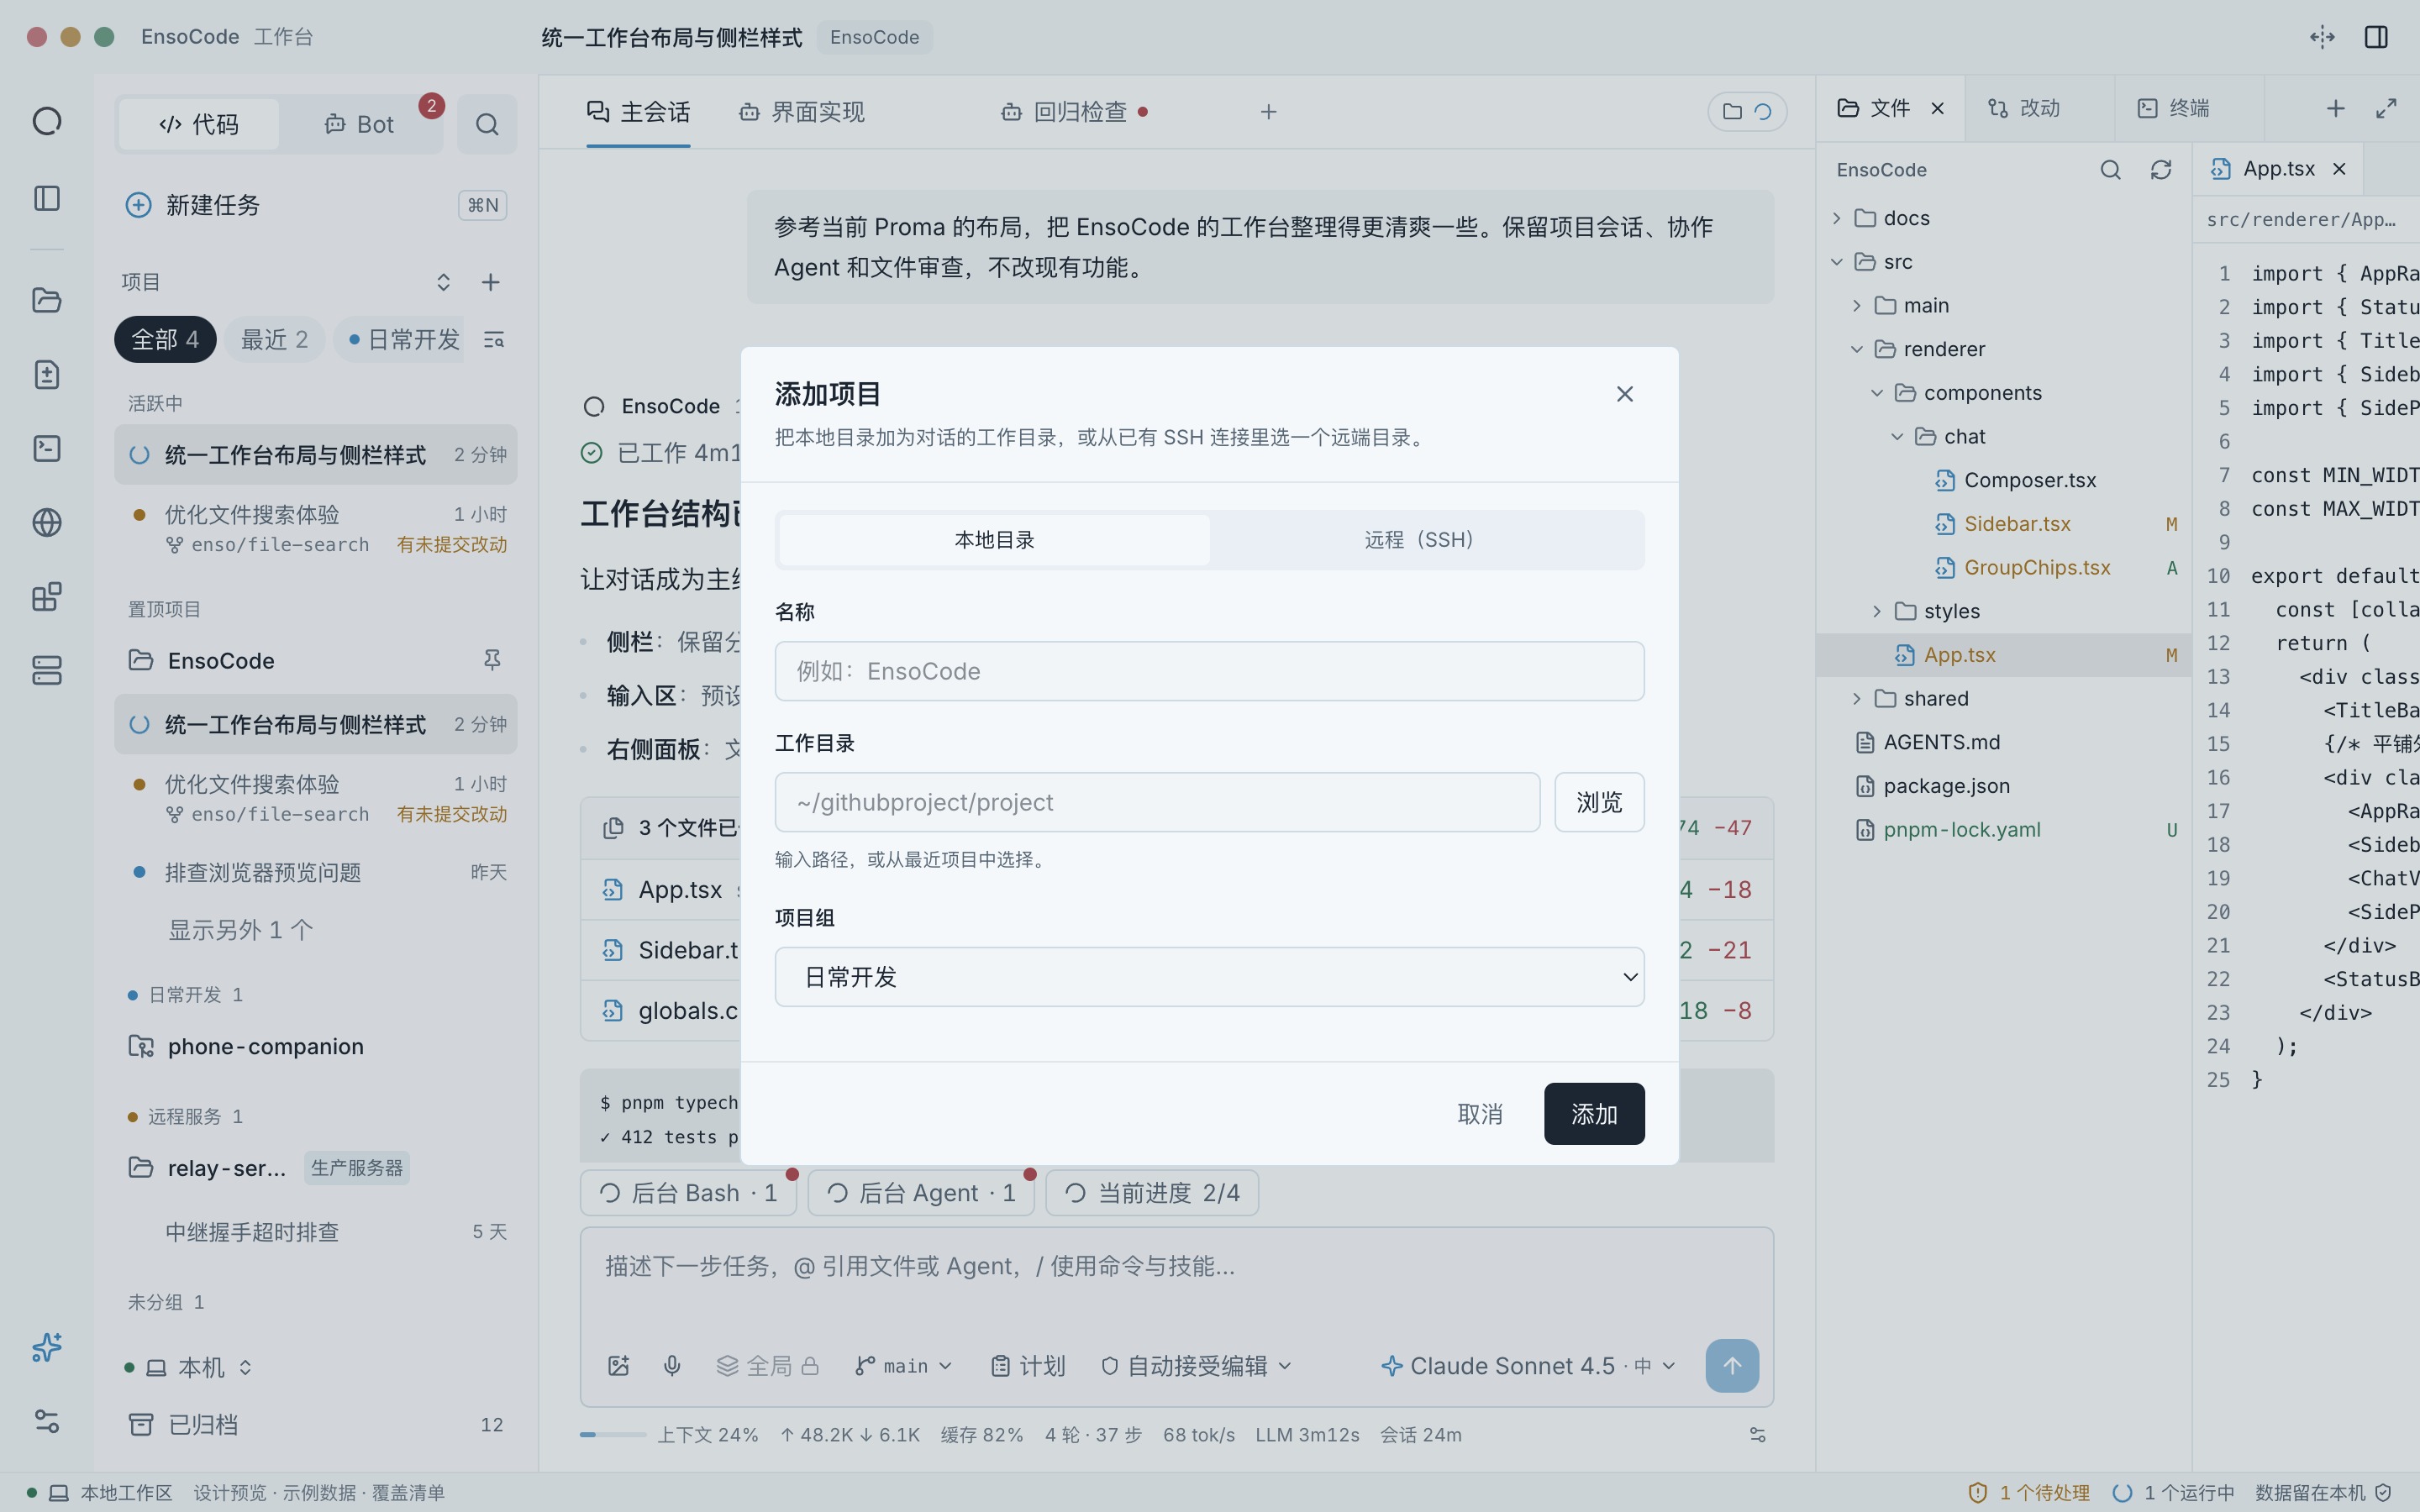 EnsoCode 工作台
统一工作台布局与侧栏样式 EnsoCode
代码 Bot 2
新建任务 ⌘N
项目
全部 4 最近 2 日常开发
活跃中
统一工作台布局与侧栏样式 2 分钟
优化文件搜索体验 1 小时
enso/file-search 有未提交改动
置顶项目
EnsoCode
统一工作台布局与侧栏样式 2 分钟
优化文件搜索体验 1 小时
enso/file-search 有未提交改动
排查浏览器预览问题 昨天
显示另外 1 个
日常开发 1
phone-companion
远程服务 1
relay-ser... 生产服务器
中继握手超时排查 5 天
未分组 1
本机
已归档 12
主会话 界面实现 回归检查
参考当前 Proma 的布局，把 EnsoCode 的工作台整理得更清爽一些。保留项目会话、协作
Agent 和文件审查，不改现有功能。
EnsoCode
已工作 4m1
工作台结构
让对话成为主
侧栏：保留
输入区：预设
右侧面板：文
3 个文件已 74 −47
App.tsx 4 −18
Sidebar.t 2 −21
globals.c 18 −8
$ pnpm typech
✓ 412 tests p
添加项目
把本地目录加为对话的工作目录，或从已有 SSH 连接里选一个远端目录。
本地目录 远程（SSH）
名称
例如：EnsoCode
工作目录
~/githubproject/project 浏览
输入路径，或从最近项目中选择。
项目组
日常开发
取消 添加
后台 Bash · 1 后台 Agent · 1 当前进度 2/4
描述下一步任务，@ 引用文件或 Agent，/ 使用命令与技能...
全局 main 计划 自动接受编辑 Claude Sonnet 4.5 · 中
上下文 24% ↑ 48.2K ↓ 6.1K 缓存 82% 4 轮 · 37 步 68 tok/s LLM 3m12s 会话 24m
文件 改动 终端
EnsoCode
docs
src
main
renderer
components
chat
Composer.tsx
Sidebar.tsx M
GroupChips.tsx A
styles
App.tsx M
shared
AGENTS.md
package.json
pnpm-lock.yaml U
App.tsx
src/renderer/App…
1 import { AppRa
2 import { Statu
3 import { Title
4 import { Sideb
5 import { SideP
6
7 const MIN_WIDT
8 const MAX_WIDT
9
10 export default
11 const [colla
12 return (
13 <div class
14 <TitleBa
15 {/* 平铺
16 <div cla
17 <AppRa
18 <Sideb
19 <ChatV
20 <SideP
21 </div>
22 <StatusB
23 </div>
24 );
25 }
本地工作区 设计预览 · 示例数据 · 覆盖清单
1 个待处理 1 个运行中 数据留在本机